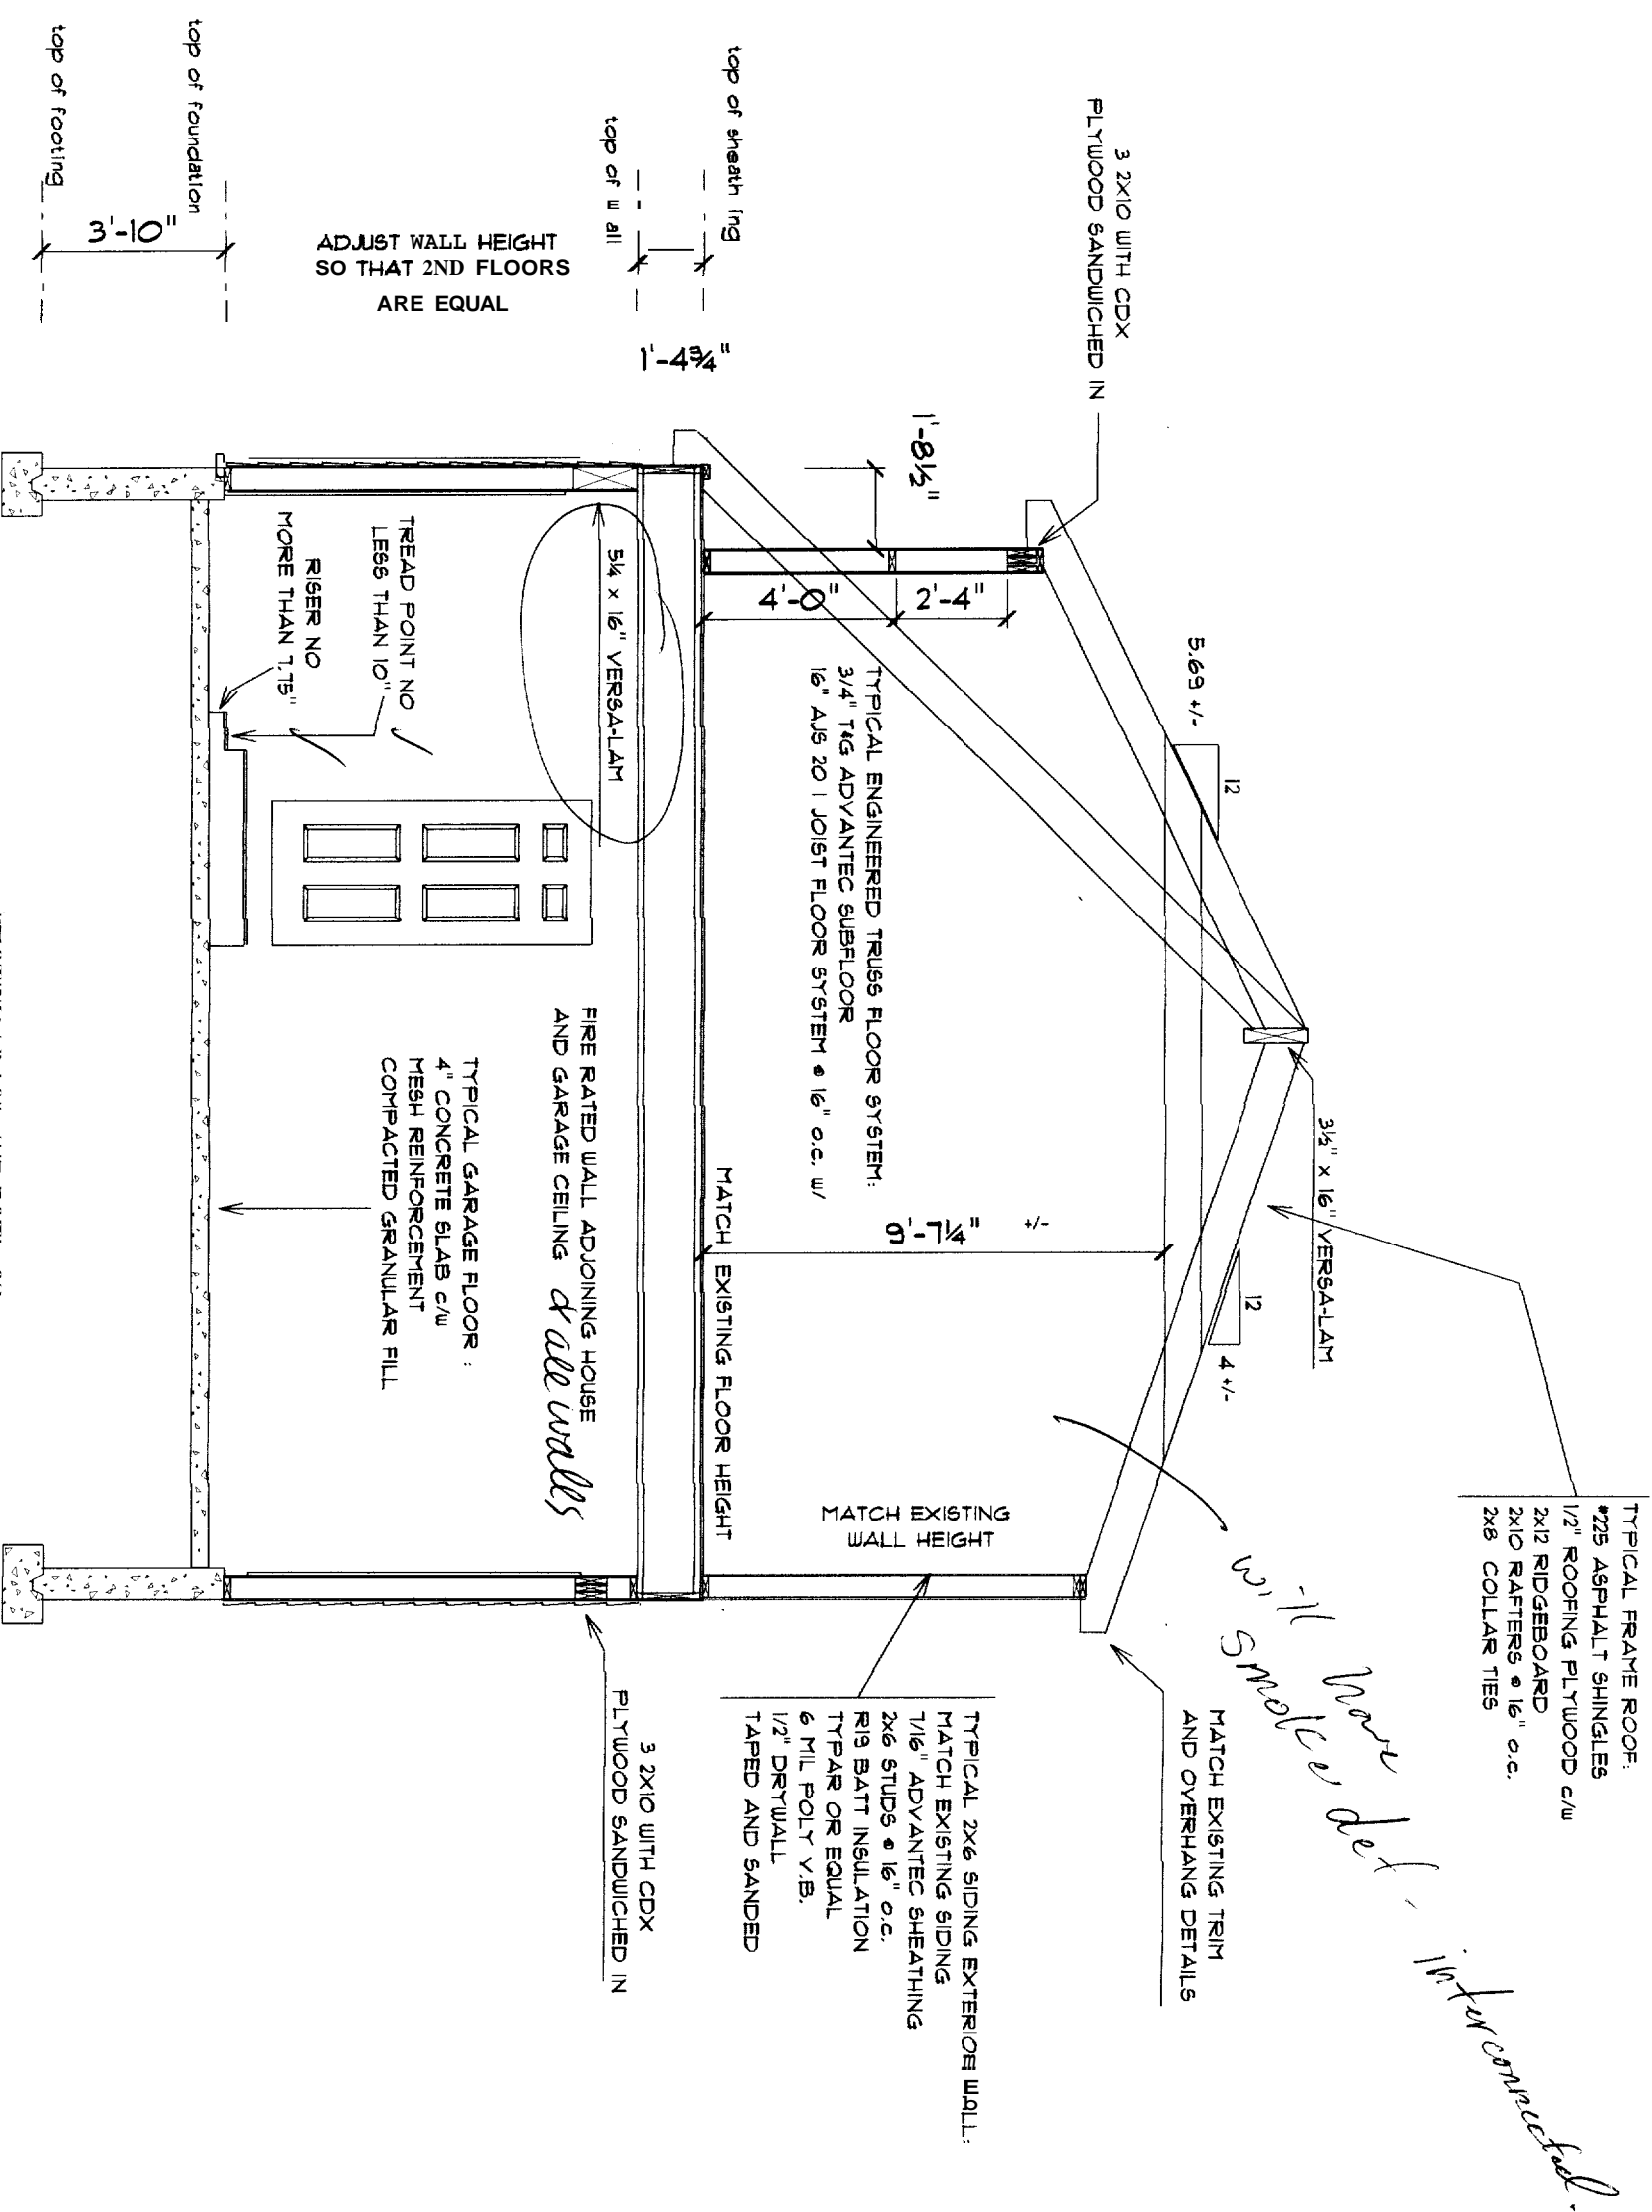 TYPICAL FRAME ROOF:
#225 ASPHALT SHINGLES
1/2" ROOFING PLYWOOD c/w
2X12 RIDGEBOARD
2X10 RAFTERS @ 16" O.C.
2x8 COLLAR TIES
3½" x 16" VERSA-LAM
12
5.69 +/-
12
4 +/-
3 2X10 WITH CDX
PLYWOOD SANDWICHED IN
MATCH EXISTING TRIM
AND OVERHANG DETAILS
will have
smoke det - interconnected
1'-8½"
4'-0"
2'-4"
9'-7¼" +/-
MATCH EXISTING
WALL HEIGHT
TYPICAL ENGINEERED TRUSS FLOOR SYSTEM:
3/4" T&G ADVANTEC SUBFLOOR
16" AJS 20 I JOIST FLOOR SYSTEM @ 16" o.c. w/
TYPICAL 2X6 SIDING EXTERIOR WALL:
MATCH EXISTING SIDING
7/16" ADVANTEC SHEATHING
2x6 STUDS @ 16" O.C.
R19 BATT INSULATION
TYPAR OR EQUAL
6 MIL POLY V.B.
1/2" DRYWALL
TAPED AND SANDED
top of sheath ing
1'-4¾"
MATCH EXISTING FLOOR HEIGHT
top of w all
5¼ x 16" VERSA-LAM
3 2X10 WITH CDX
PLYWOOD SANDWICHED IN
FIRE RATED WALL ADJOINING HOUSE
AND GARAGE CEILING & all walls
ADJUST WALL HEIGHT
SO THAT 2ND FLOORS
ARE EQUAL
TREAD POINT NO
LESS THAN 10"
RISER NO
MORE THAN 7.75"
TYPICAL GARAGE FLOOR :
4" CONCRETE SLAB c/w
MESH REINFORCEMENT
COMPACTED GRANULAR FILL
top of foundation
3'-10"
top of footing